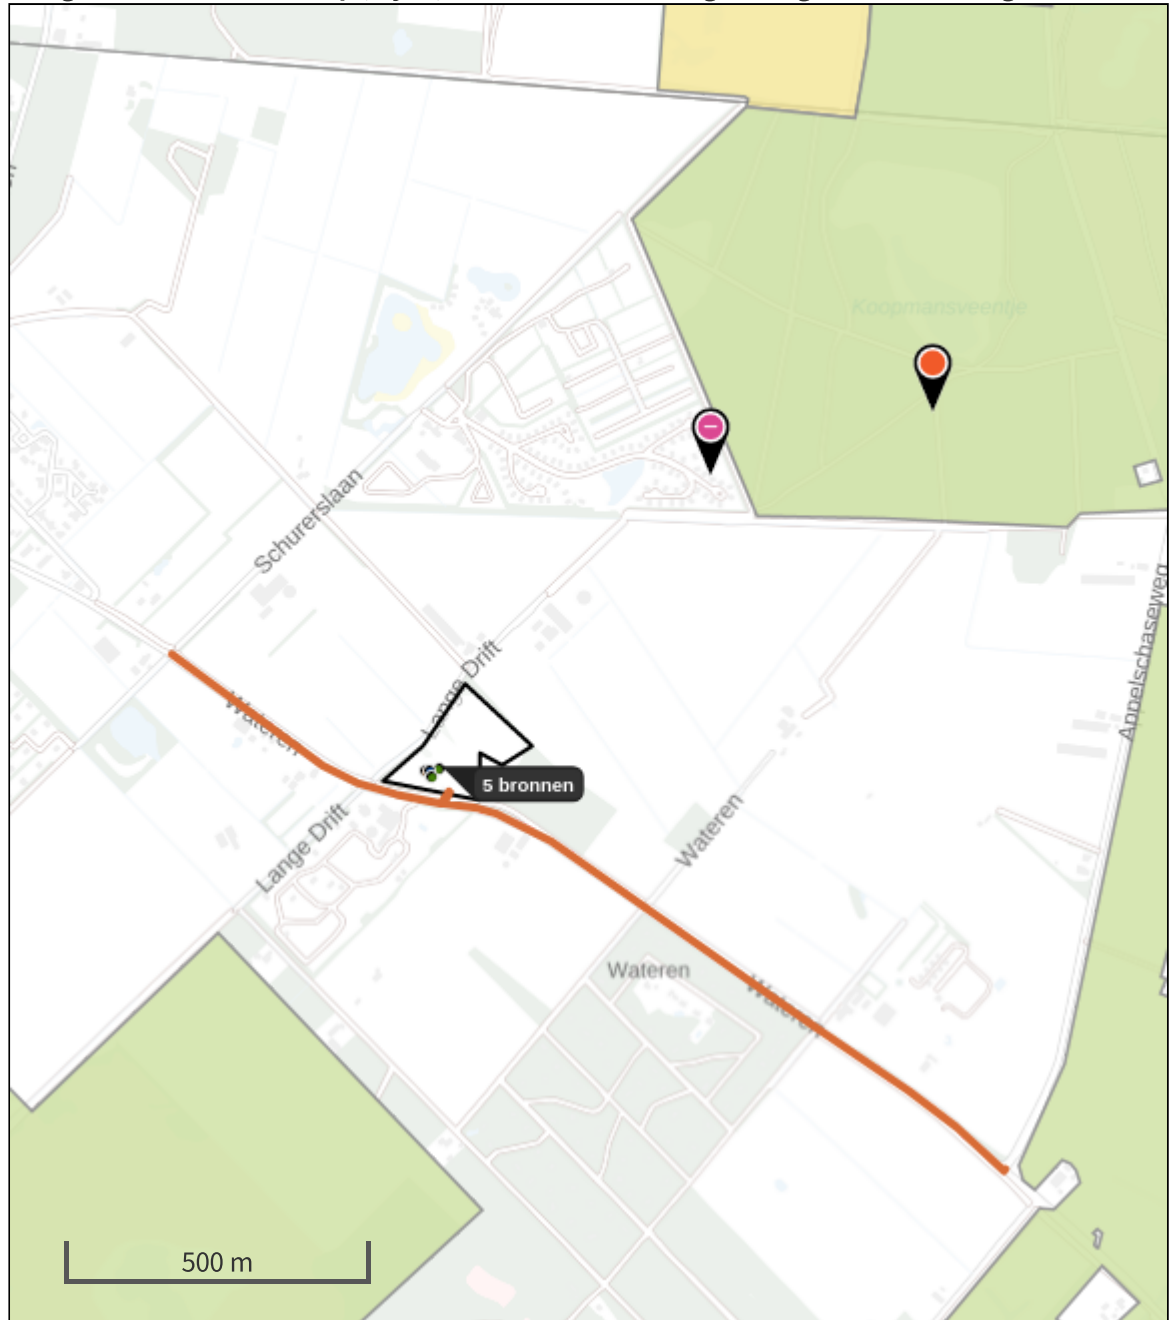 Koopmansveentje
Schurerslaan
Appelschaseweg
Lange Drift
Wateren
5 bronnen
Lange Drift
Wateren
Wateren
Wateren
500 m